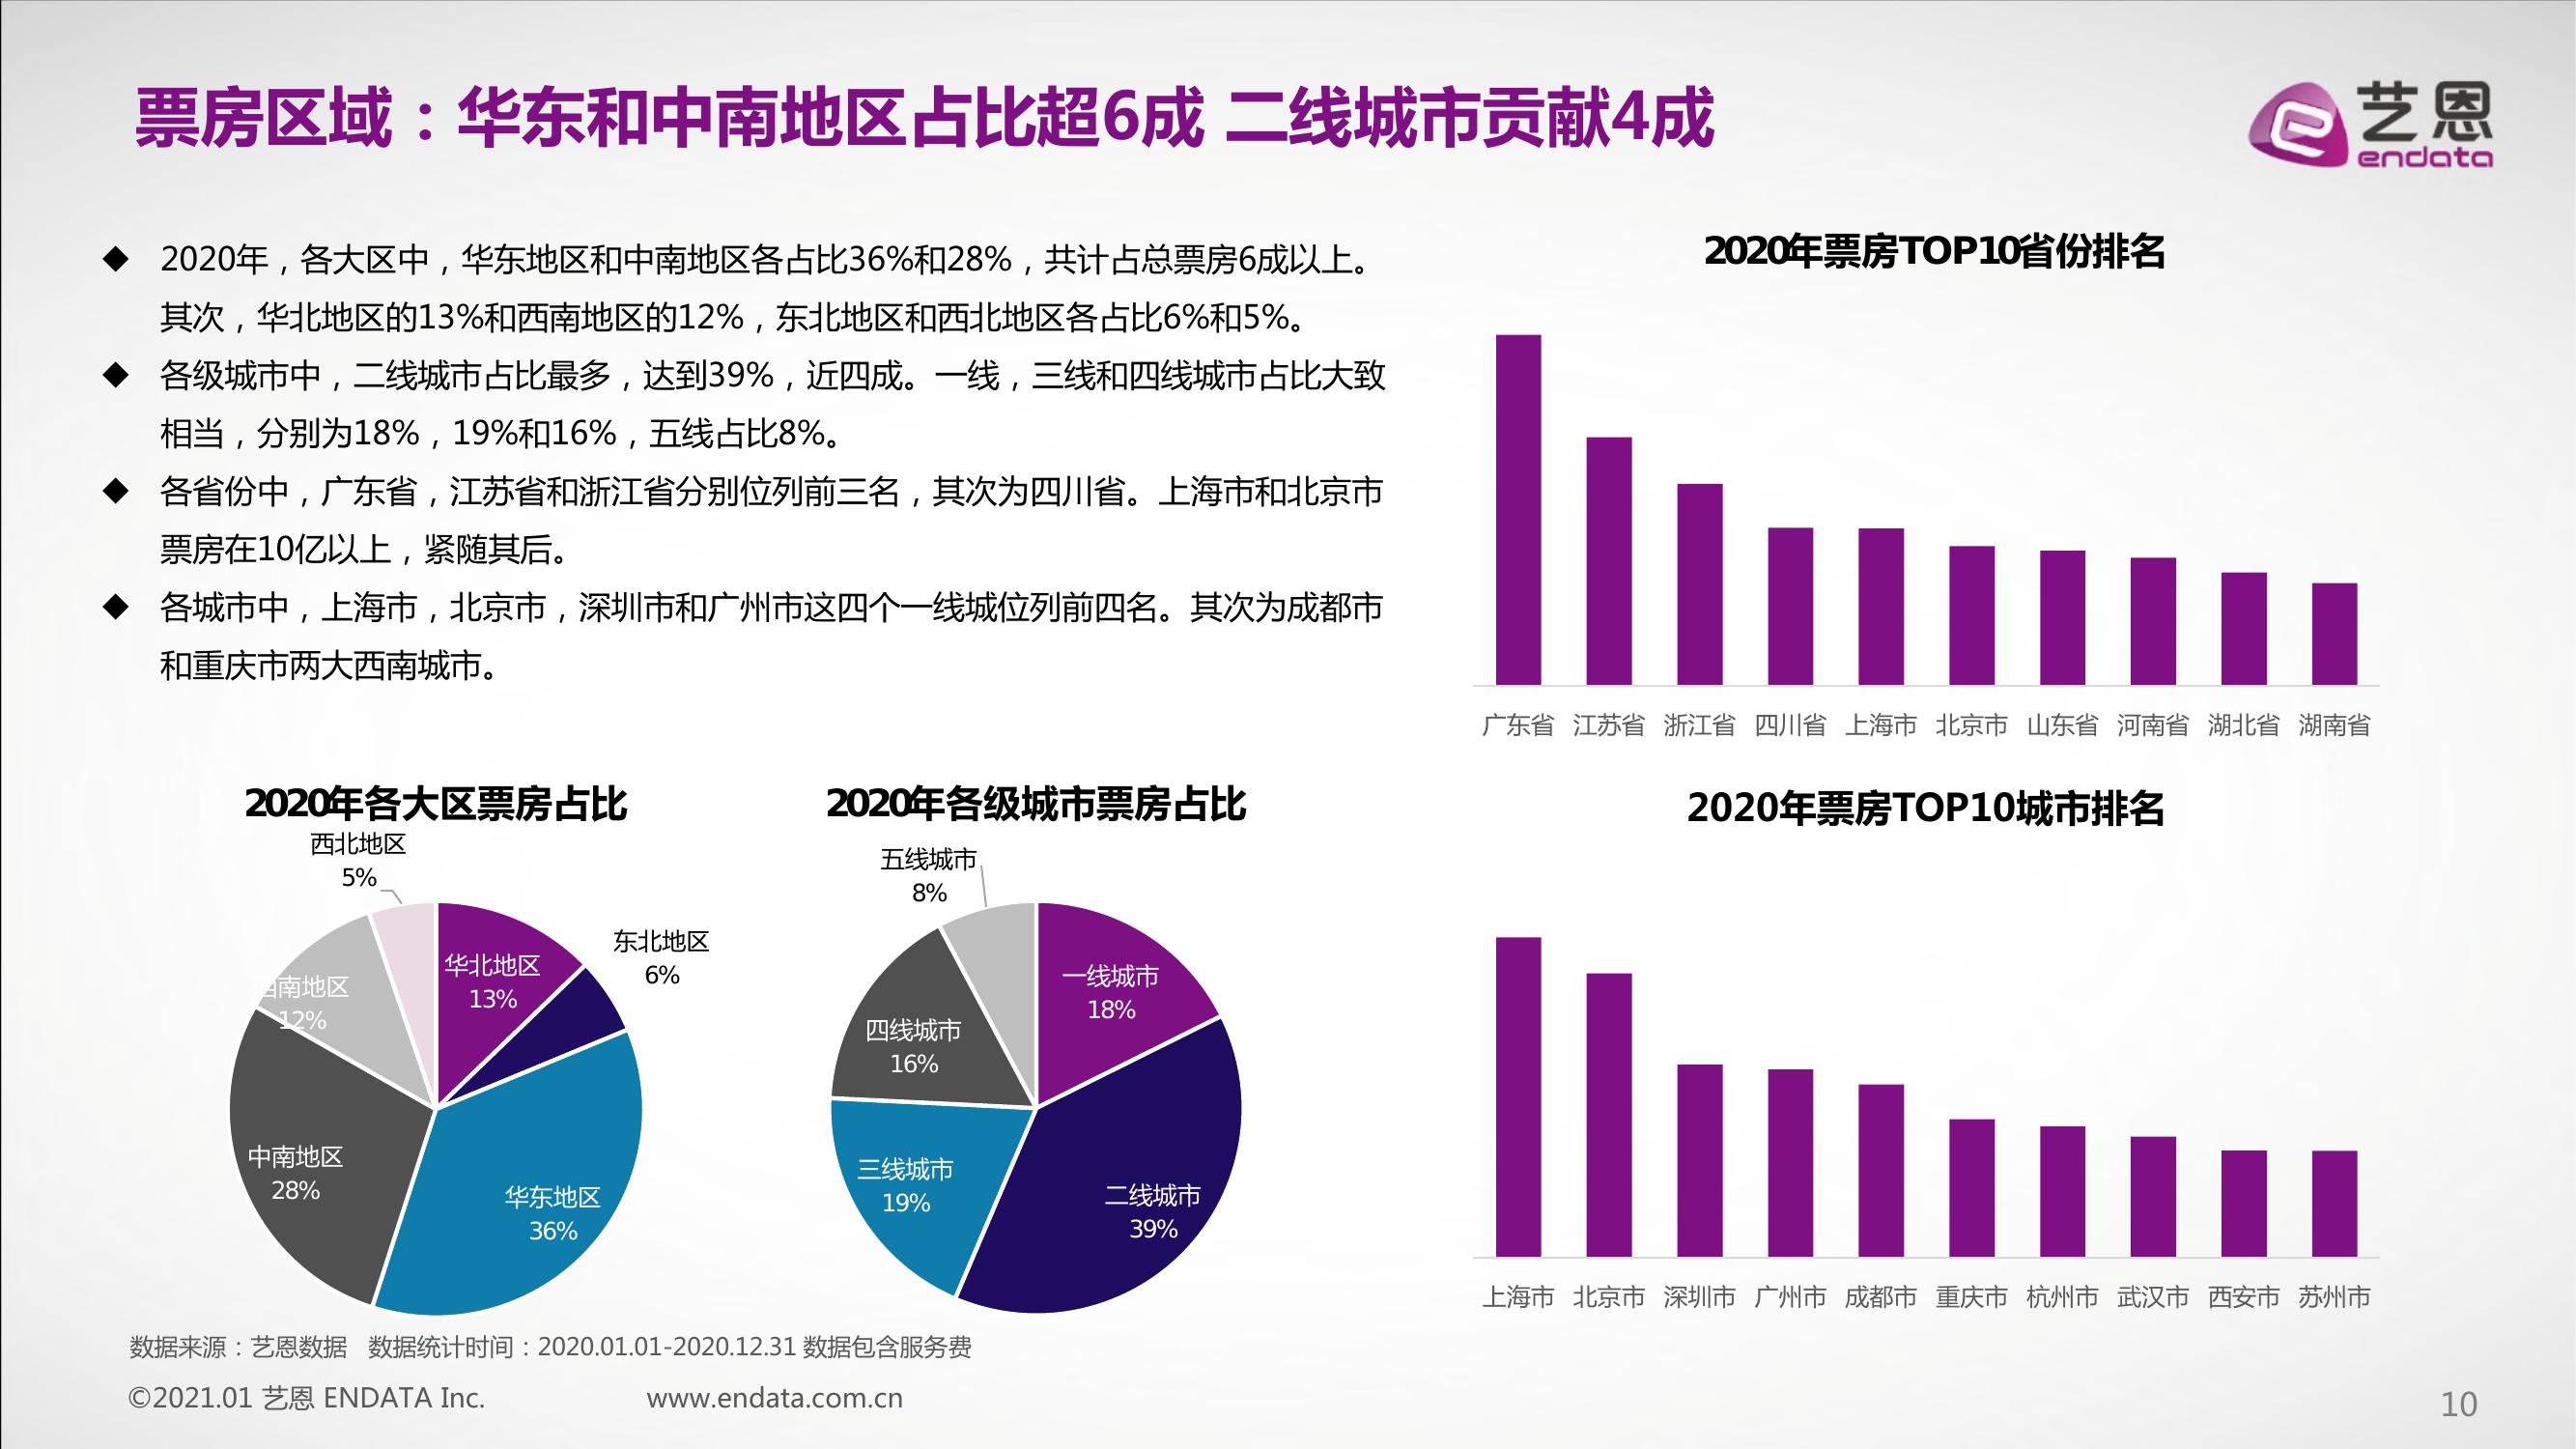 票房区域：华东和中南地区占比超6成 二线城市贡献4成
艺恩
endata
◆ 2020年，各大区中，华东地区和中南地区各占比36%和28%，共计占总票房6成以上。
其次，华北地区的13%和西南地区的12%，东北地区和西北地区各占比6%和5%。
◆ 各级城市中，二线城市占比最多，达到39%，近四成。一线，三线和四线城市占比大致
相当，分别为18%，19%和16%，五线占比8%。
◆ 各省份中，广东省，江苏省和浙江省分别位列前三名，其次为四川省。上海市和北京市
票房在10亿以上，紧随其后。
◆ 各城市中，上海市，北京市，深圳市和广州市这四个一线城位列前四名。其次为成都市
和重庆市两大西南城市。
2020年票房TOP10省份排名
广东省 江苏省 浙江省 四川省 上海市 北京市 山东省 河南省 湖北省 湖南省
2020年各大区票房占比
西北地区
5%
东北地区
6%
华北地区
13%
西南地区
12%
中南地区
28%
华东地区
36%
2020年各级城市票房占比
五线城市
8%
一线城市
18%
四线城市
16%
三线城市
19%
二线城市
39%
2020年票房TOP10城市排名
上海市 北京市 深圳市 广州市 成都市 重庆市 杭州市 武汉市 西安市 苏州市
数据来源：艺恩数据 数据统计时间：2020.01.01-2020.12.31 数据包含服务费
©2021.01 艺恩 ENDATA Inc.
www.endata.com.cn
10